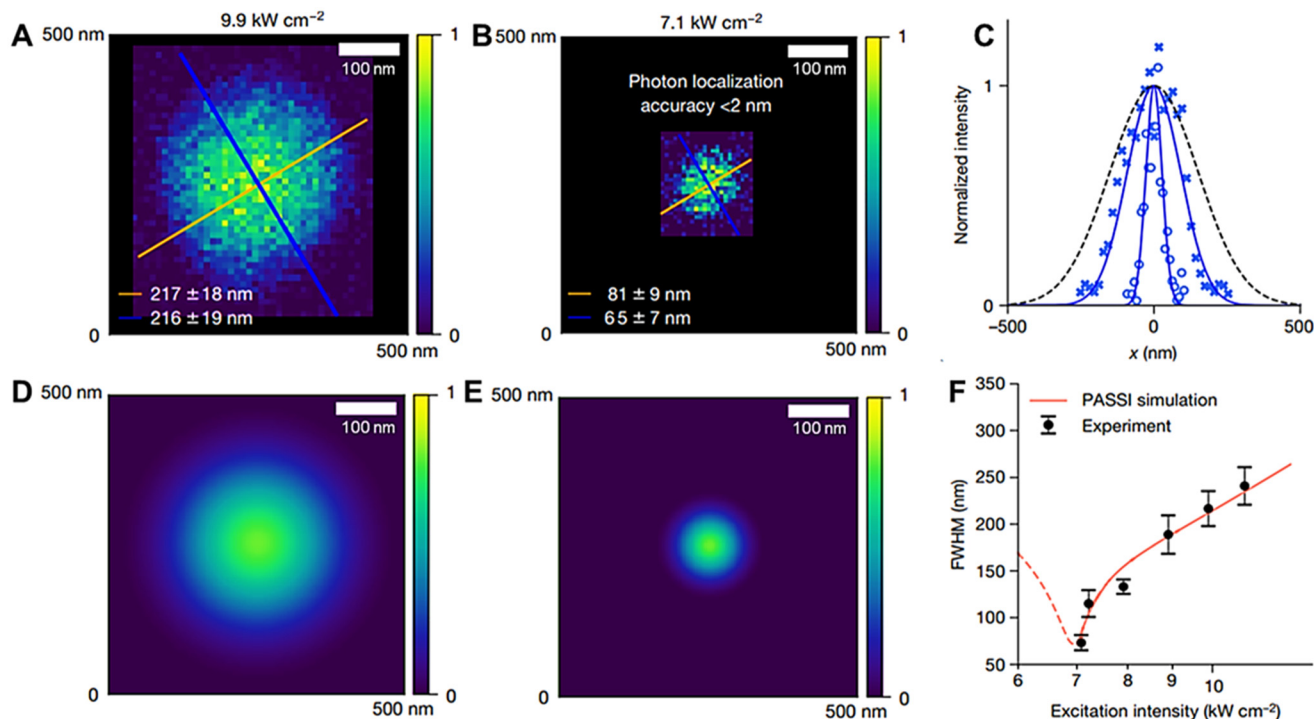 A
9.9 kW cm⁻²
500 nm
100 nm
217 ± 18 nm
216 ± 19 nm
0
500 nm
1
0
B
7.1 kW cm⁻²
500 nm
100 nm
Photon localization
accuracy <2 nm
81 ± 9 nm
65 ± 7 nm
0
500 nm
1
0
C
Normalized intensity
1
0
−500
0
500
x (nm)
D
500 nm
100 nm
0
500 nm
1
0
E
500 nm
100 nm
0
500 nm
1
0
F
PASSI simulation
Experiment
FWHM (nm)
350
300
250
200
150
100
50
6
7
8
9
10
Excitation intensity (kW cm⁻²)